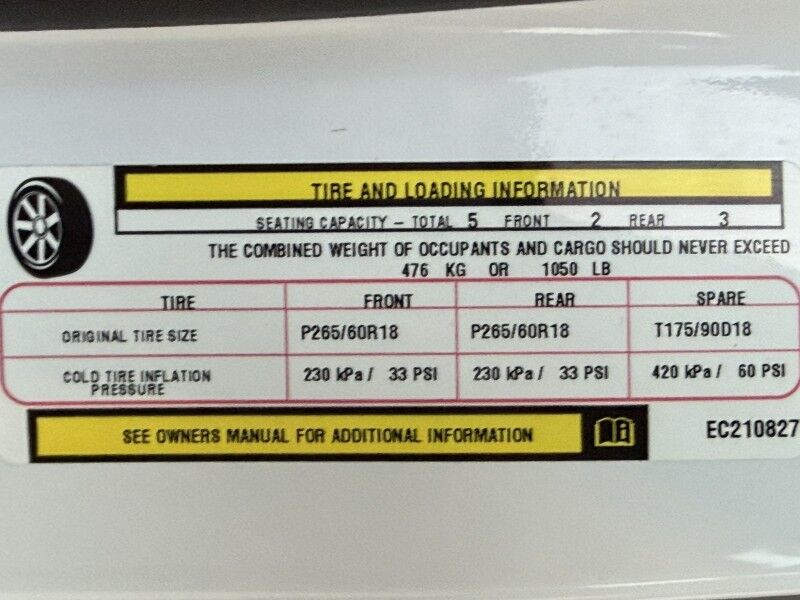 TIRE AND LOADING INFORMATION
SEATING CAPACITY – TOTAL 5 FRONT 2 REAR 3
THE COMBINED WEIGHT OF OCCUPANTS AND CARGO SHOULD NEVER EXCEED
476 KG OR 1050 LB
TIRE FRONT REAR SPARE
ORIGINAL TIRE SIZE P265/60R18 P265/60R18 T175/90D18
COLD TIRE INFLATION PRESSURE 230 kPa / 33 PSI 230 kPa / 33 PSI 420 kPa / 60 PSI
SEE OWNERS MANUAL FOR ADDITIONAL INFORMATION
EC210827